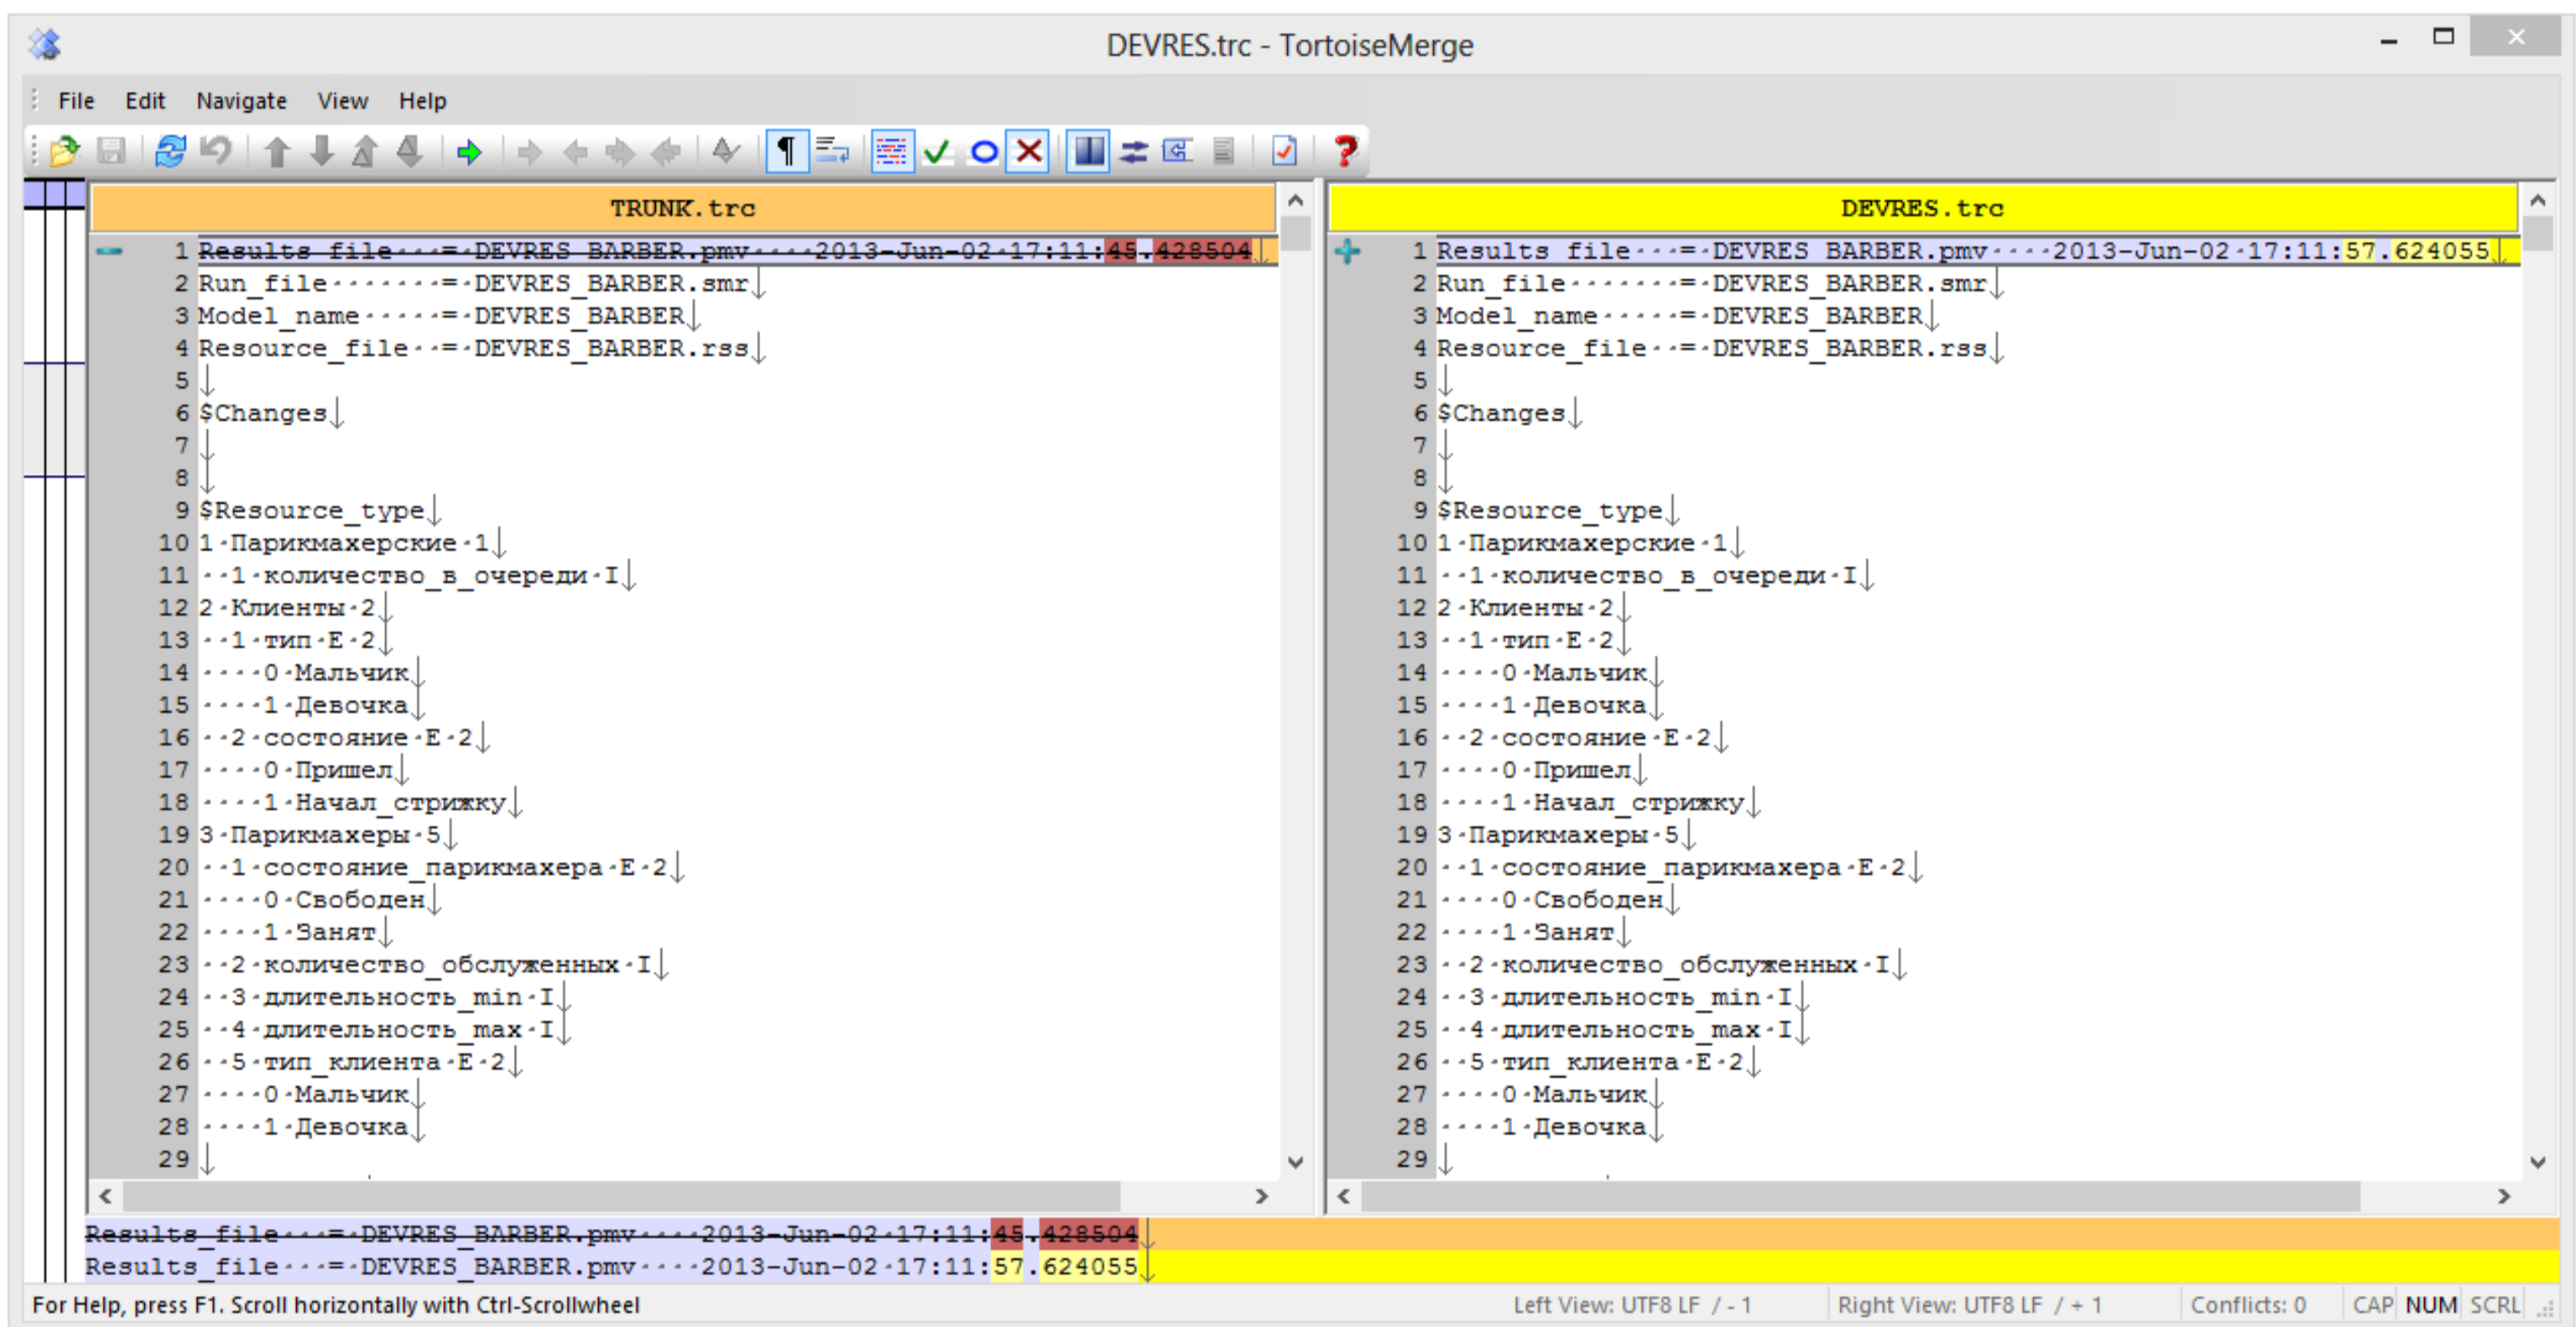 DEVRES.trc - TortoiseMerge
File Edit Navigate View Help
TRUNK.trc
1 Results_file···=·DEVRES_BARBER.pmv····2013-Jun-02·17:11:45.428504↓
2 Run_file·······=·DEVRES_BARBER.smr↓
3 Model_name·····=·DEVRES_BARBER↓
4 Resource_file··=·DEVRES_BARBER.rss↓
5 ↓
6 $Changes↓
7 ↓
8 ↓
9 $Resource_type↓
10 1·Парикмахерские·1↓
11 ··1·количество_в_очереди·I↓
12 2·Клиенты·2↓
13 ··1·тип·E·2↓
14 ····0·Мальчик↓
15 ····1·Девочка↓
16 ··2·состояние·E·2↓
17 ····0·Пришел↓
18 ····1·Начал_стрижку↓
19 3·Парикмахеры·5↓
20 ··1·состояние_парикмахера·E·2↓
21 ····0·Свободен↓
22 ····1·Занят↓
23 ··2·количество_обслуженных·I↓
24 ··3·длительность_min·I↓
25 ··4·длительность_max·I↓
26 ··5·тип_клиента·E·2↓
27 ····0·Мальчик↓
28 ····1·Девочка↓
29 ↓
DEVRES.trc
1 Results_file···=·DEVRES_BARBER.pmv····2013-Jun-02·17:11:57.624055↓
2 Run_file·······=·DEVRES_BARBER.smr↓
3 Model_name·····=·DEVRES_BARBER↓
4 Resource_file··=·DEVRES_BARBER.rss↓
5 ↓
6 $Changes↓
7 ↓
8 ↓
9 $Resource_type↓
10 1·Парикмахерские·1↓
11 ··1·количество_в_очереди·I↓
12 2·Клиенты·2↓
13 ··1·тип·E·2↓
14 ····0·Мальчик↓
15 ····1·Девочка↓
16 ··2·состояние·E·2↓
17 ····0·Пришел↓
18 ····1·Начал_стрижку↓
19 3·Парикмахеры·5↓
20 ··1·состояние_парикмахера·E·2↓
21 ····0·Свободен↓
22 ····1·Занят↓
23 ··2·количество_обслуженных·I↓
24 ··3·длительность_min·I↓
25 ··4·длительность_max·I↓
26 ··5·тип_клиента·E·2↓
27 ····0·Мальчик↓
28 ····1·Девочка↓
29 ↓
Results_file···=·DEVRES_BARBER.pmv····2013-Jun-02·17:11:45.428504↓
Results_file···=·DEVRES_BARBER.pmv····2013-Jun-02·17:11:57.624055↓
For Help, press F1. Scroll horizontally with Ctrl-Scrollwheel Left View: UTF8 LF / - 1 Right View: UTF8 LF / + 1 Conflicts: 0 CAP NUM SCRL